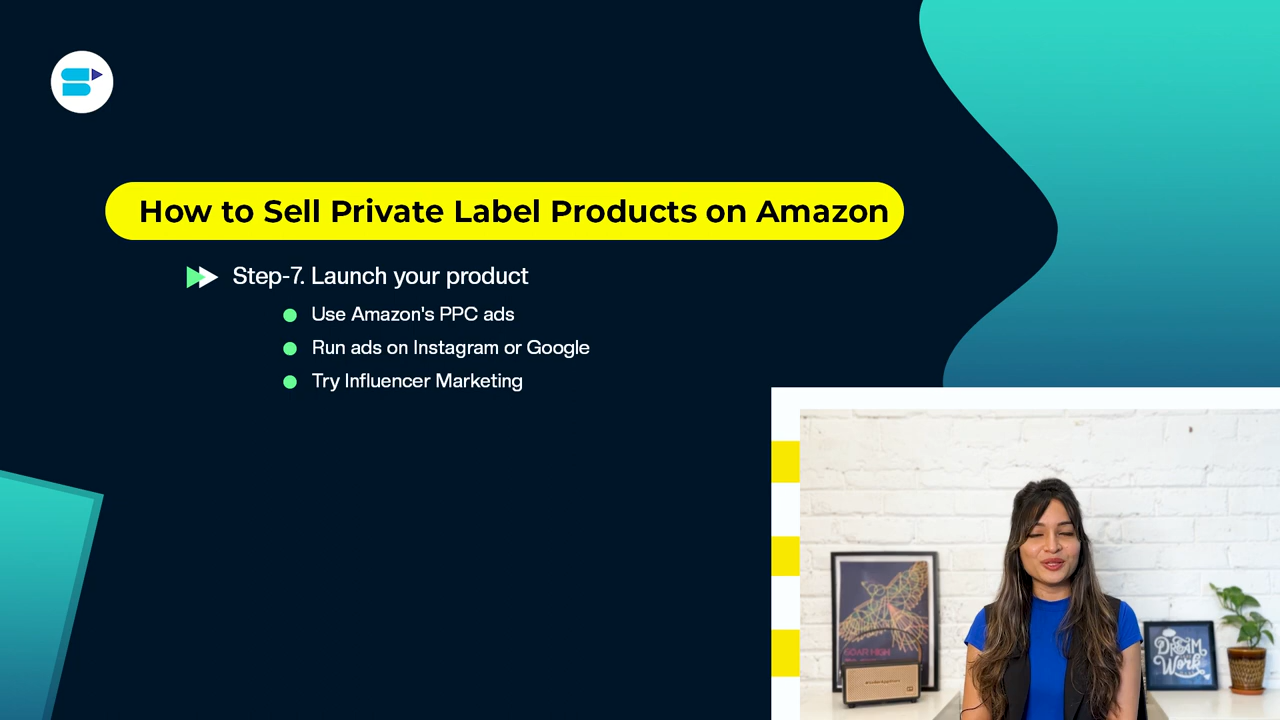 How to Sell Private Label Products on Amazon
Step-7. Launch your product
Use Amazon's PPC ads
Run ads on Instagram or Google
Try Influencer Marketing
SOAR HIGH
DREAM
Work